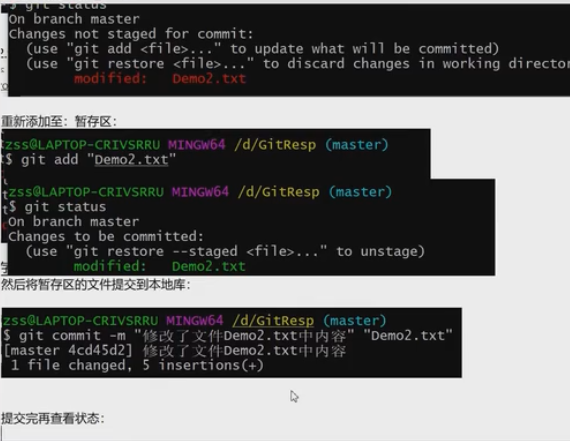 $ git status
On branch master
Changes not staged for commit:
(use "git add <file>..." to update what will be committed)
(use "git restore <file>..." to discard changes in working director
modified: Demo2.txt
重新添加至：暂存区：
zss@LAPTOP-CRIVSRRU MINGW64 /d/GitResp (master)
$ git add "Demo2.txt"
zss@LAPTOP-CRIVSRRU MINGW64 /d/GitResp (master)
$ git status
On branch master
Changes to be committed:
(use "git restore --staged <file>..." to unstage)
modified: Demo2.txt
然后将暂存区的文件提交到本地库：
zss@LAPTOP-CRIVSRRU MINGW64 /d/GitResp (master)
$ git commit -m "修改了文件Demo2.txt中内容" "Demo2.txt"
[master 4cd45d2] 修改了文件Demo2.txt中内容
1 file changed, 5 insertions(+)
提交完再查看状态：